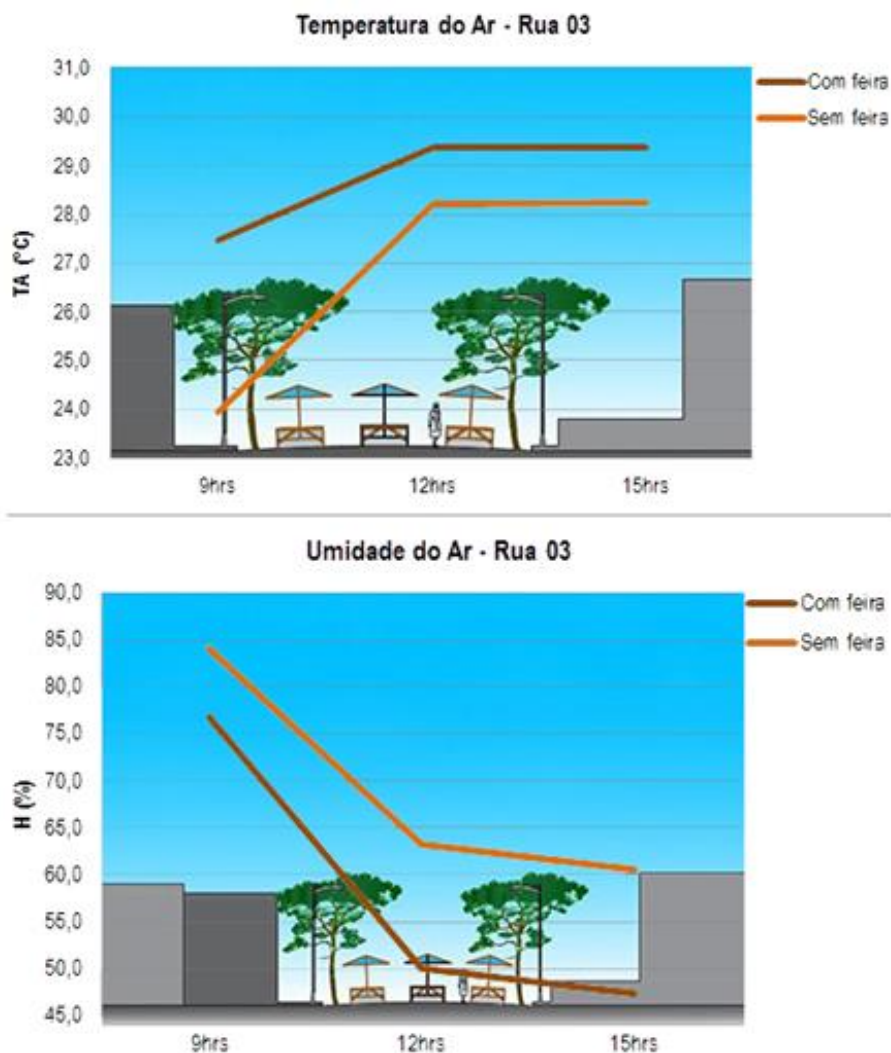 Temperatura do Ar - Rua 03
31,0
30,0
29,0
28,0
27,0
26,0
25,0
24,0
23,0
TA (ºC)
Com feira
Sem feira
9hrs 12hrs 15hrs
Umidade do Ar - Rua 03
90,0
85,0
80,0
75,0
70,0
65,0
60,0
55,0
50,0
45,0
H (%)
Com feira
Sem feira
9hrs 12hrs 15hrs